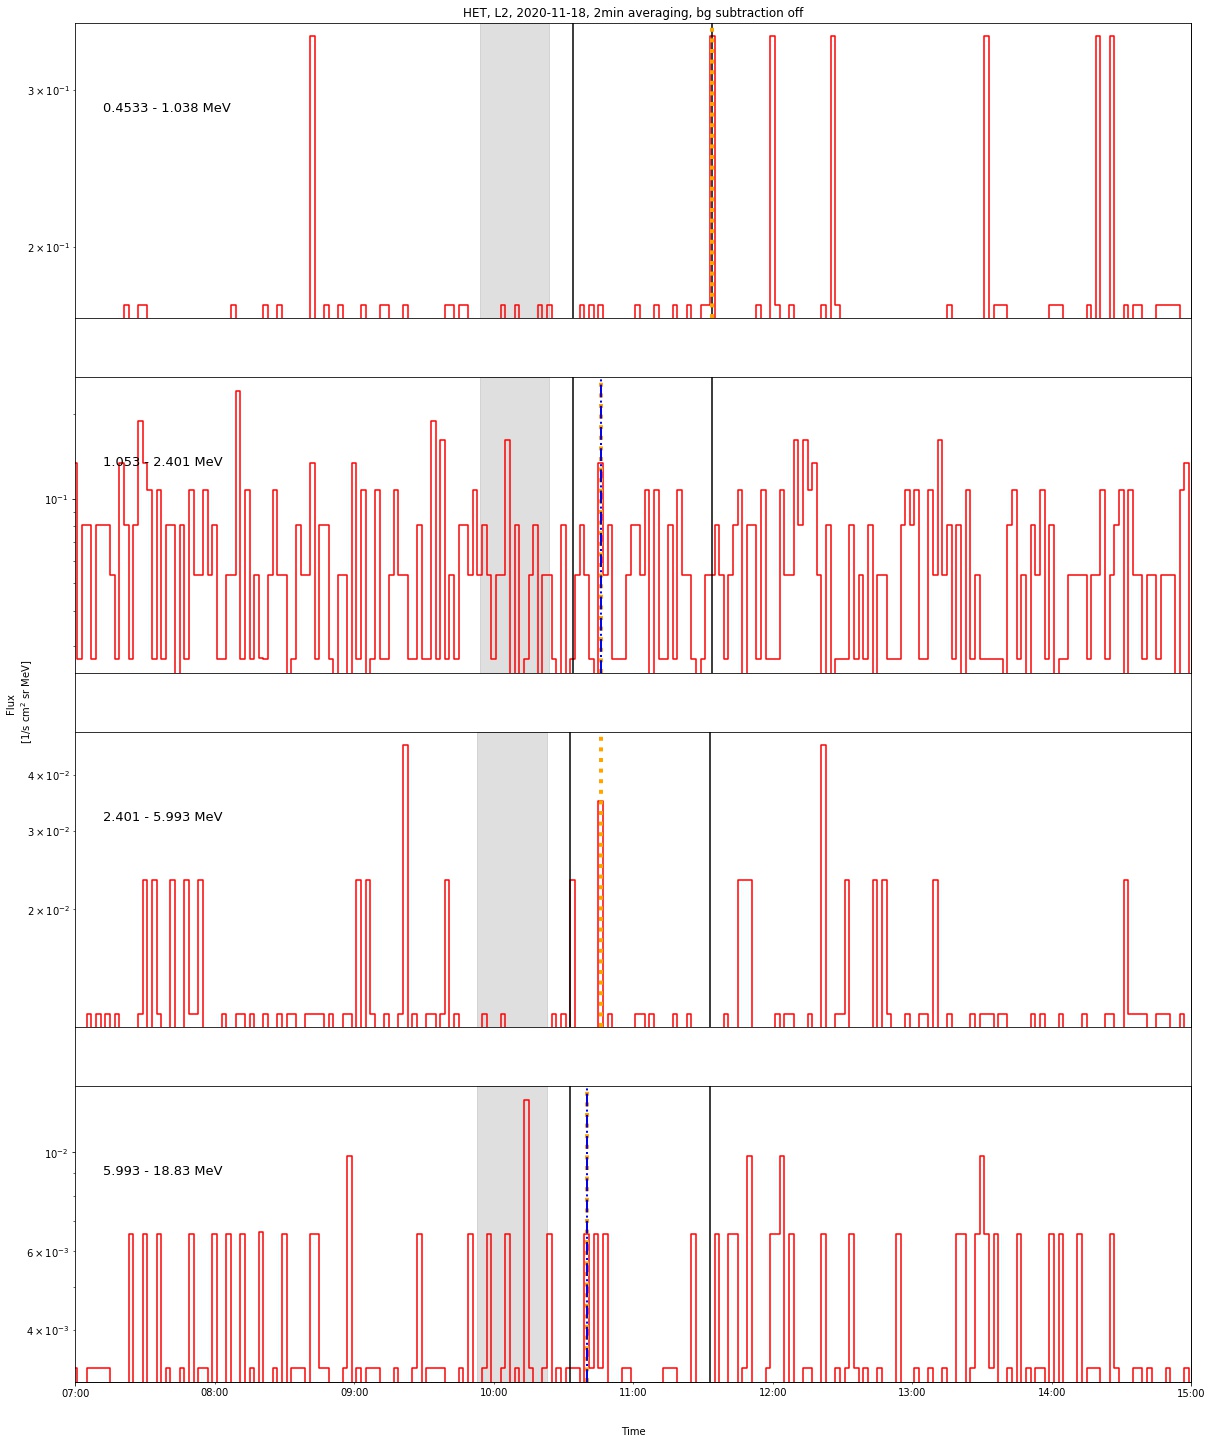 HET, L2, 2020-11-18, 2min averaging, bg subtraction off
3 × 10⁻¹
0.4533 - 1.038 MeV
2 × 10⁻¹
1.053 - 2.401 MeV
10⁻¹
Flux
[1/s cm² sr MeV]
4 × 10⁻²
2.401 - 5.993 MeV
3 × 10⁻²
2 × 10⁻²
10⁻²
5.993 - 18.83 MeV
6 × 10⁻³
4 × 10⁻³
07:00 08:00 09:00 10:00 11:00 12:00 13:00 14:00 15:00
Time